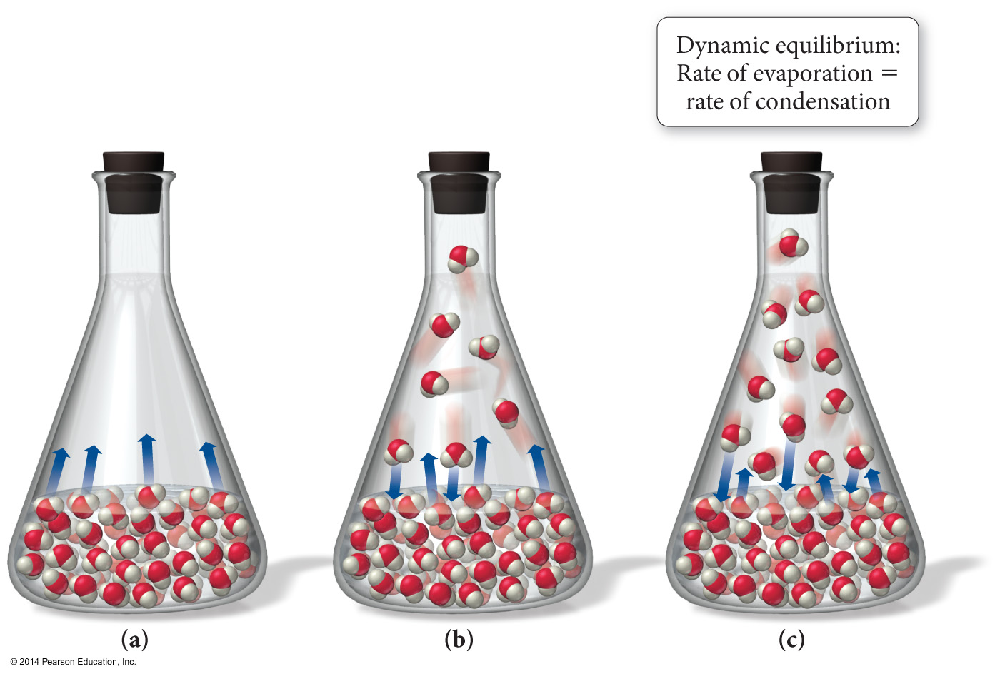 Dynamic equilibrium:
Rate of evaporation =
rate of condensation
(a)
(b)
(c)
© 2014 Pearson Education, Inc.